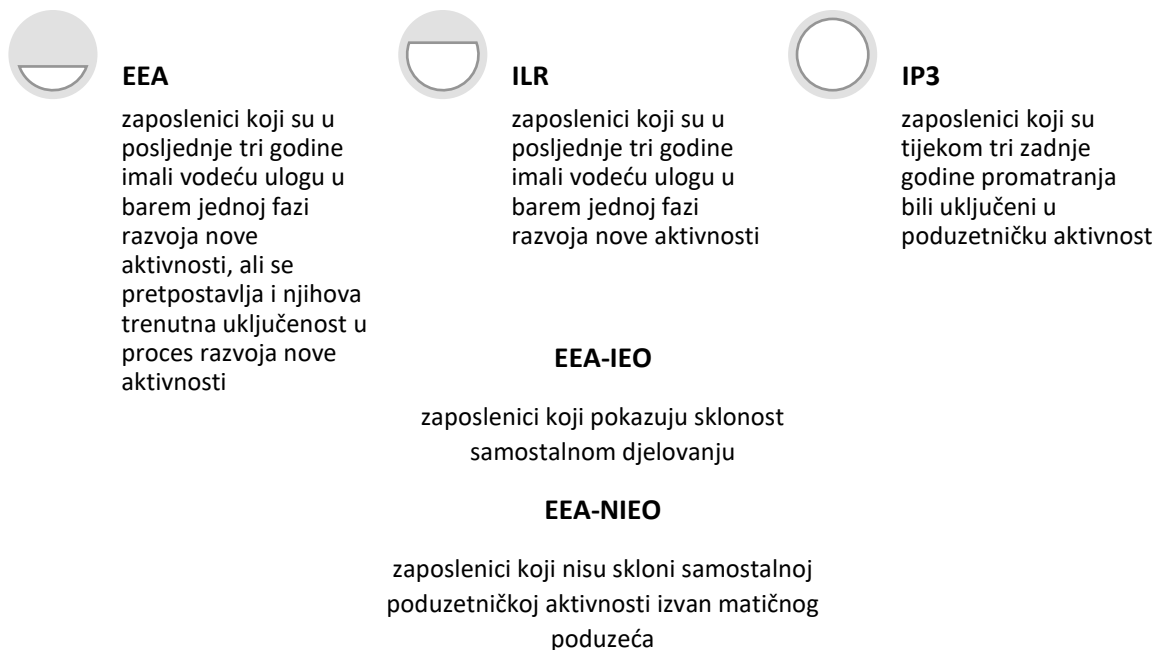 EEA
zaposlenici koji su u
posljednje tri godine
imali vodeću ulogu u
barem jednoj fazi
razvoja nove
aktivnosti, ali se
pretpostavlja i njihova
trenutna uključenost u
proces razvoja nove
aktivnosti
ILR
zaposlenici koji su u
posljednje tri godine
imali vodeću ulogu u
barem jednoj fazi
razvoja nove aktivnosti
IP3
zaposlenici koji su
tijekom tri zadnje
godine promatranja
bili uključeni u
poduzetničku aktivnost
EEA-IEO
zaposlenici koji pokazuju sklonost
samostalnom djelovanju
EEA-NIEO
zaposlenici koji nisu skloni samostalnoj
poduzetničkoj aktivnosti izvan matičnog
poduzeća